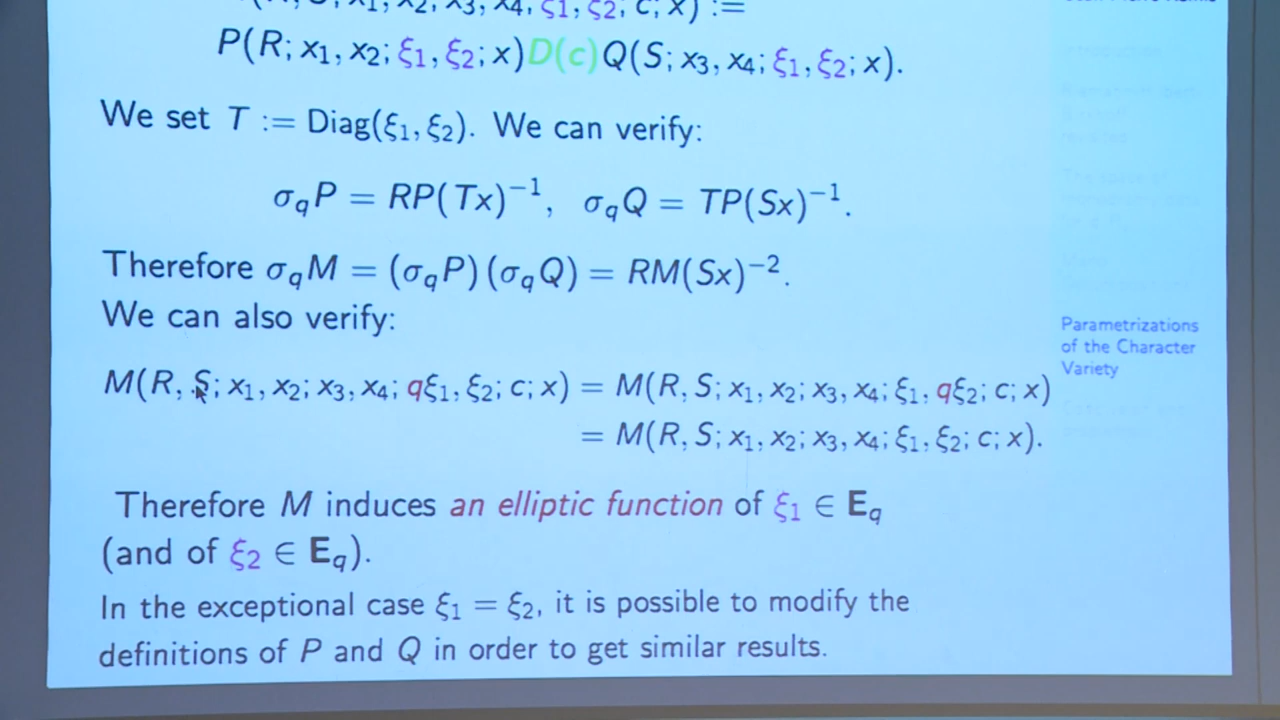 P(R; x₁, x₂; ξ₁, ξ₂; x)D(c)Q(S; x₃, x₄; ξ₁, ξ₂; x).
We set T := Diag(ξ₁, ξ₂). We can verify:
σ_qP = RP(Tx)⁻¹, σ_qQ = TP(Sx)⁻¹.
Therefore σ_qM = (σ_qP)(σ_qQ) = RM(Sx)⁻².
We can also verify:
M(R, S; x₁, x₂; x₃, x₄; qξ₁, ξ₂; c; x) = M(R, S; x₁, x₂; x₃, x₄; ξ₁, qξ₂; c; x)
= M(R, S; x₁, x₂; x₃, x₄; ξ₁, ξ₂; c; x).
Therefore M induces an elliptic function of ξ₁ ∈ E_q
(and of ξ₂ ∈ E_q).
In the exceptional case ξ₁ = ξ₂, it is possible to modify the
definitions of P and Q in order to get similar results.
Parametrizations
of the Character
Variety